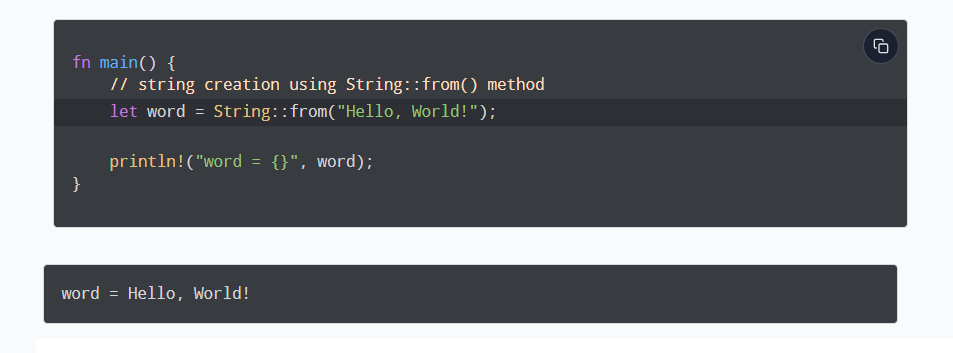 fn main() {
    // string creation using String::from() method
    let word = String::from("Hello, World!");
    println!("word = {}", word);
}
word = Hello, World!